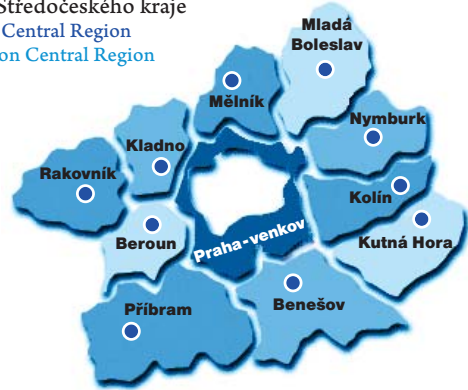 Středočeského kraje
Central Region
on Central Region
Mladá
Boleslav
Mělník
Nymburk
Kladno
Rakovník
Kolín
Praha-venkov
Beroun
Kutná Hora
Příbram
Benešov